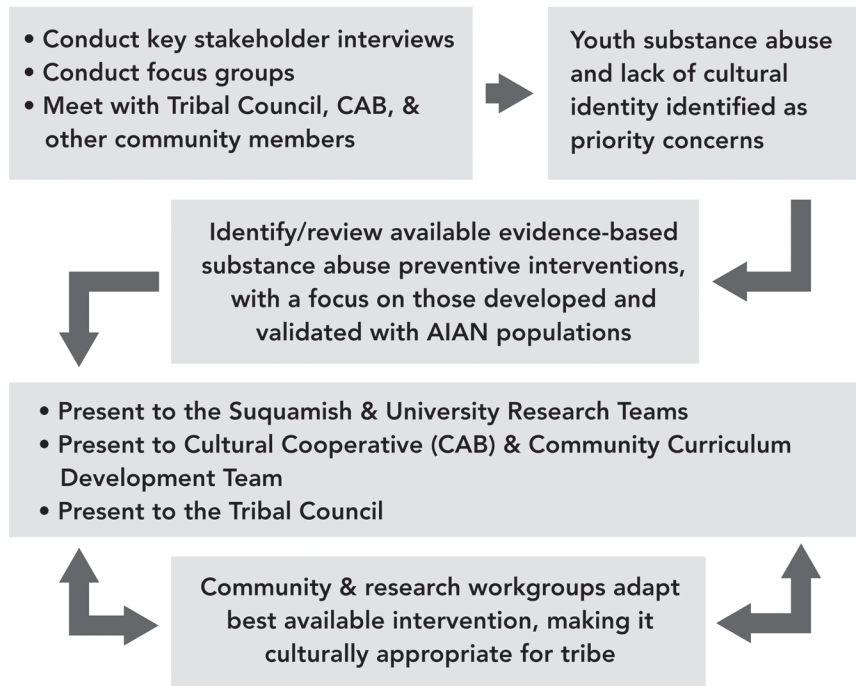 • Conduct key stakeholder interviews
• Conduct focus groups
• Meet with Tribal Council, CAB, &
other community members
Youth substance abuse
and lack of cultural
identity identified as
priority concerns
Identify/review available evidence-based
substance abuse preventive interventions,
with a focus on those developed and
validated with AIAN populations
• Present to the Suquamish & University Research Teams
• Present to Cultural Cooperative (CAB) & Community Curriculum
Development Team
• Present to the Tribal Council
Community & research workgroups adapt
best available intervention, making it
culturally appropriate for tribe